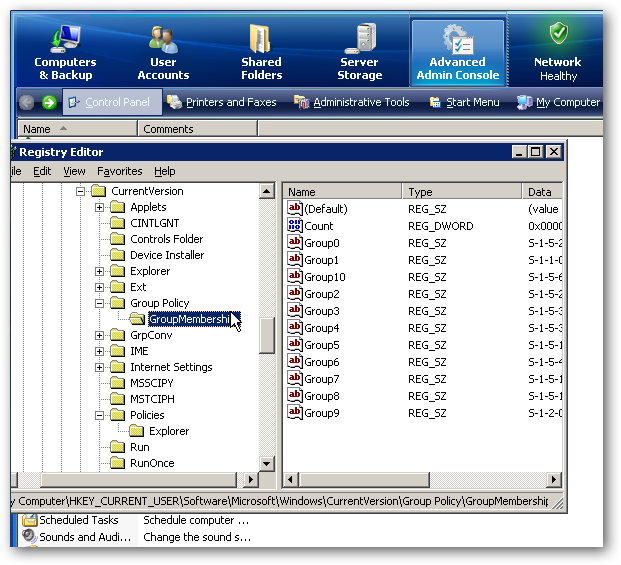 Computers & Backup
User Accounts
Shared Folders
Server Storage
Advanced Admin Console
Network Healthy
Control Panel Printers and Faxes Administrative Tools Start Menu My Computer
Name Comments
Registry Editor
Edit View Favorites Help
CurrentVersion
Applets
CINTLGNT
Controls Folder
Device Installer
Explorer
Ext
Group Policy
GroupMembership
GrpConv
IME
Internet Settings
MSSCIPY
MSTCIPH
Policies
Explorer
Run
RunOnce
Name Type Data
(Default) REG_SZ (value
Count REG_DWORD 0x0000
Group0 REG_SZ S-1-5-2
Group1 REG_SZ S-1-1-0
Group10 REG_SZ S-1-5-6
Group2 REG_SZ S-1-5-2
Group3 REG_SZ S-1-5-3
Group4 REG_SZ S-1-5-3
Group5 REG_SZ S-1-5-1
Group6 REG_SZ S-1-5-4
Group7 REG_SZ S-1-5-1
Group8 REG_SZ S-1-5-1
Group9 REG_SZ S-1-2-0
y Computer\HKEY_CURRENT_USER\Software\Microsoft\Windows\CurrentVersion\Group Policy\GroupMembership
Scheduled Tasks Schedule computer ...
Sounds and Audi... Change the sound s...